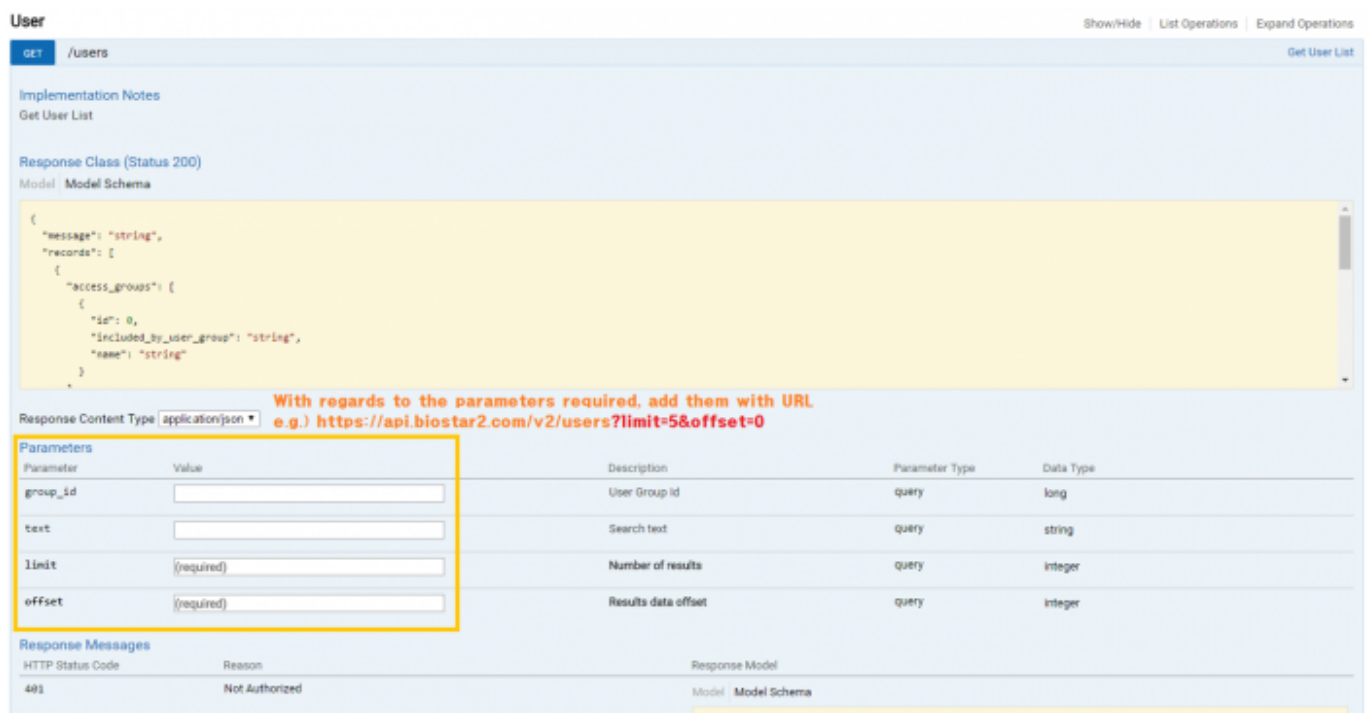 User
Show/Hide | List Operations | Expand Operations
GET /users Get User List
Implementation Notes
Get User List
Response Class (Status 200)
Model | Model Schema
{
"message": "string",
"records": [
{
"access_groups": [
{
"id": 0,
"included_by_user_group": "string",
"name": "string"
}
Response Content Type application/json
With regards to the parameters required, add them with URL
e.g.) https://api.biostar2.com/v2/users?limit=5&offset=0
Parameters
Parameter Value Description Parameter Type Data Type
group_id User Group Id query long
text Search text query string
limit (required) Number of results query integer
offset (required) Results data offset query integer
Response Messages
HTTP Status Code Reason Response Model
401 Not Authorized Model | Model Schema